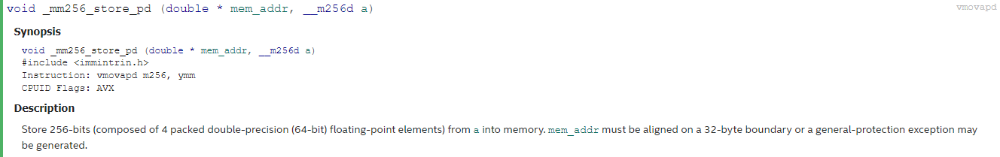 void _mm256_store_pd (double * mem_addr, __m256d a) vmovapd
Synopsis
void _mm256_store_pd (double * mem_addr, __m256d a)
#include <immintrin.h>
Instruction: vmovapd m256, ymm
CPUID Flags: AVX
Description
Store 256-bits (composed of 4 packed double-precision (64-bit) floating-point elements) from a into memory. mem_addr must be aligned on a 32-byte boundary or a general-protection exception may
be generated.